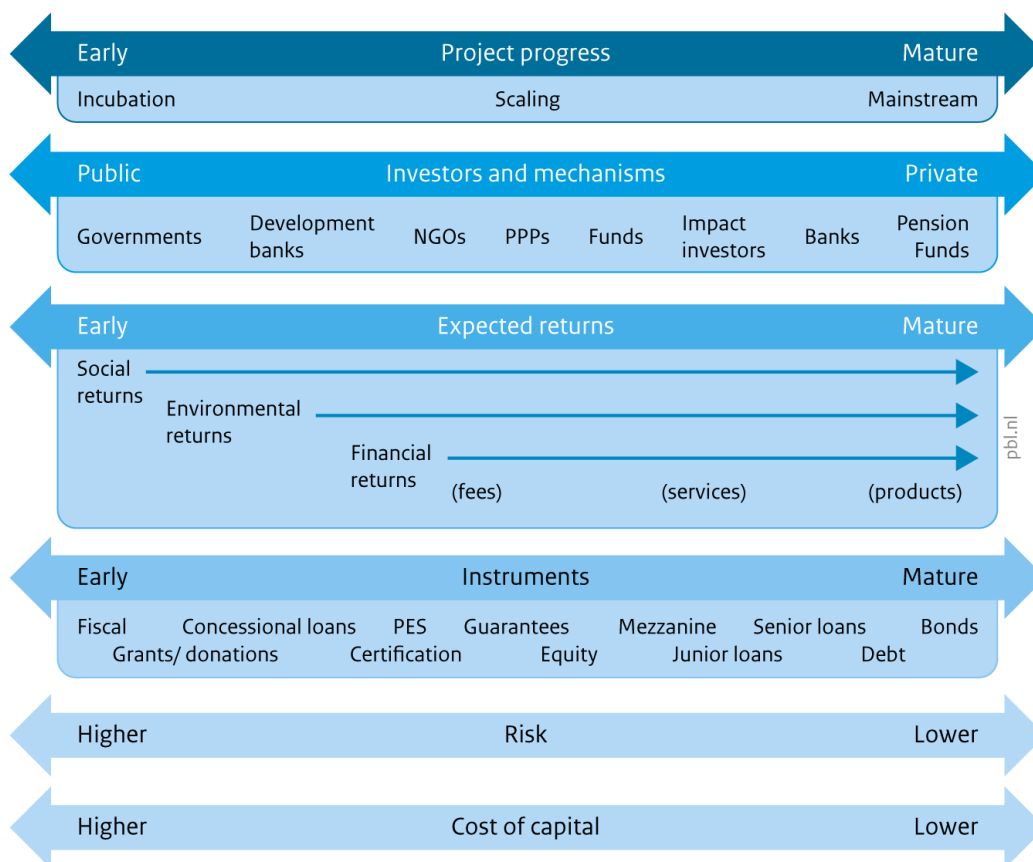 Early Project progress Mature
Incubation Scaling Mainstream
Public Investors and mechanisms Private
Governments Development banks NGOs PPPs Funds Impact investors Banks Pension Funds
Early Expected returns Mature
Social returns
Environmental returns
Financial returns
(fees) (services) (products)
pbl.nl
Early Instruments Mature
Fiscal Concessional loans PES Guarantees Mezzanine Senior loans Bonds
Grants/ donations Certification Equity Junior loans Debt
Higher Risk Lower
Higher Cost of capital Lower